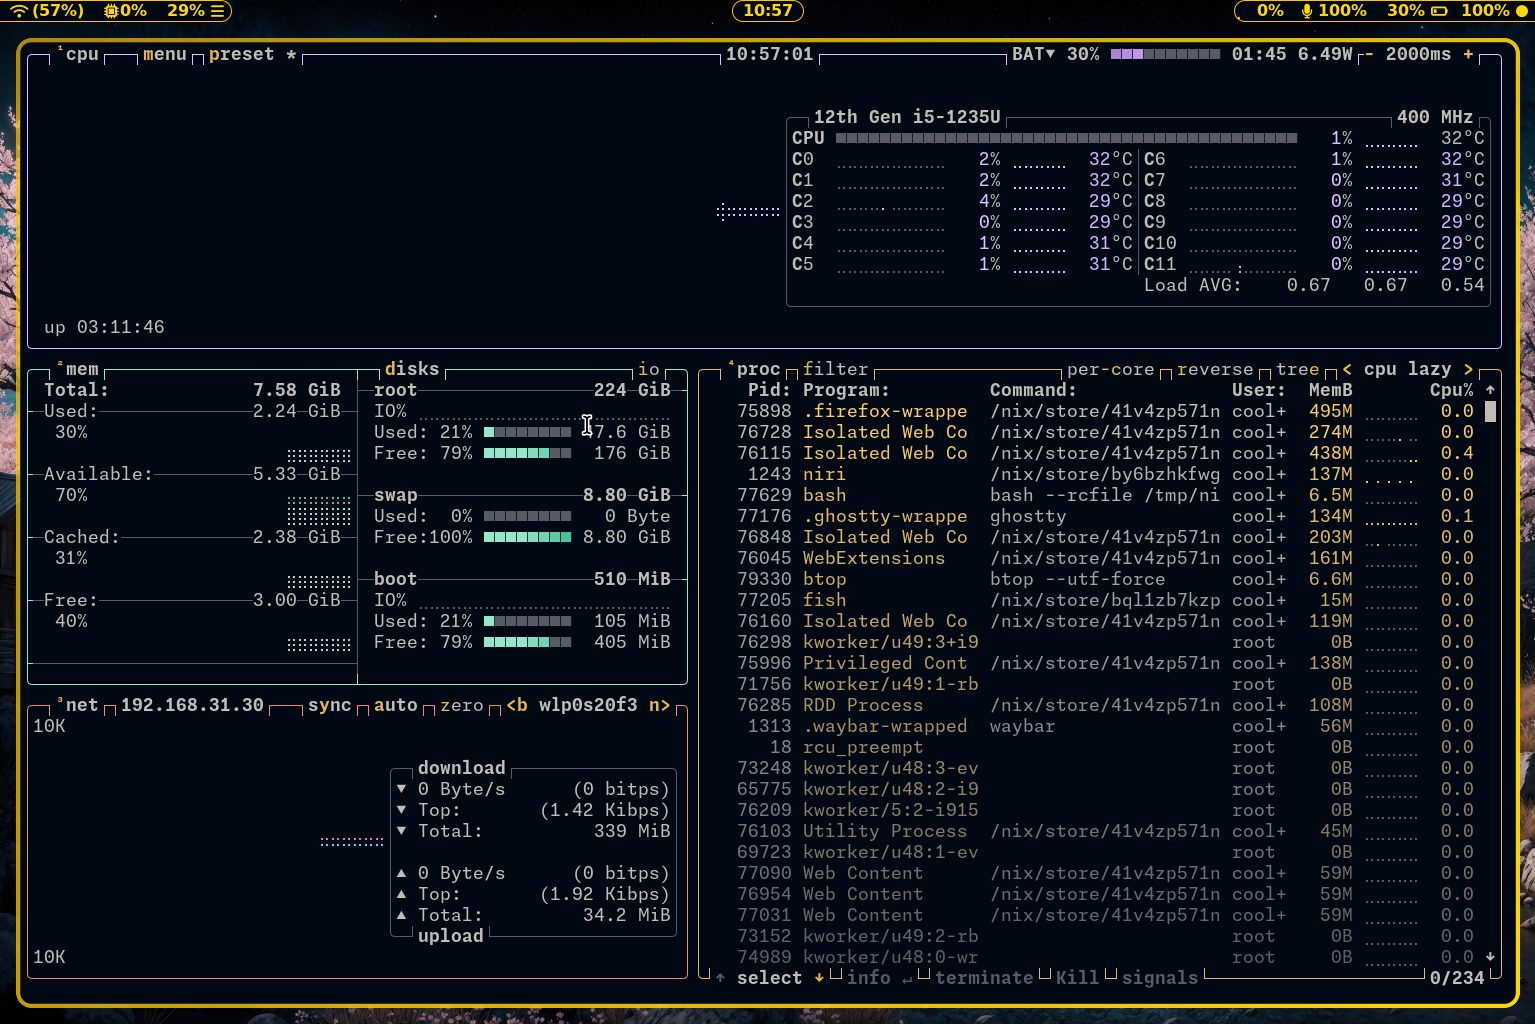 (57%) 0% 29% 10:57 0% 100% 30% 100%
¹cpu menu preset * 10:57:01 BAT▼ 30% 01:45 6.49W - 2000ms +
12th Gen i5-1235U 400 MHz
CPU 1% 32°C
C0 2% 32°C C6 1% 32°C
C1 2% 32°C C7 0% 31°C
C2 4% 29°C C8 0% 29°C
C3 0% 29°C C9 0% 29°C
C4 1% 31°C C10 0% 29°C
C5 1% 31°C C11 0% 29°C
Load AVG: 0.67 0.67 0.54
up 03:11:46
²mem disks io
Total: 7.58 GiB
Used: 2.24 GiB
30%
Available: 5.33 GiB
70%
Cached: 2.38 GiB
31%
Free: 3.00 GiB
40%
root 224 GiB
IO%
Used: 21% 7.6 GiB
Free: 79% 176 GiB
swap 8.80 GiB
Used: 0% 0 Byte
Free:100% 8.80 GiB
boot 510 MiB
IO%
Used: 21% 105 MiB
Free: 79% 405 MiB
³net 192.168.31.30 sync auto zero <b wlp0s20f3 n>
10K
download
▼ 0 Byte/s (0 bitps)
▼ Top: (1.42 Kibps)
▼ Total: 339 MiB
▲ 0 Byte/s (0 bitps)
▲ Top: (1.92 Kibps)
▲ Total: 34.2 MiB
upload
10K
⁴proc filter per-core reverse tree < cpu lazy >
Pid: Program: Command: User: MemB Cpu% ↑
75898 .firefox-wrappe /nix/store/41v4zp571n cool+ 495M 0.0
76728 Isolated Web Co /nix/store/41v4zp571n cool+ 274M 0.0
76115 Isolated Web Co /nix/store/41v4zp571n cool+ 438M 0.4
1243 niri /nix/store/by6bzhkfwg cool+ 137M 0.0
77629 bash bash --rcfile /tmp/ni cool+ 6.5M 0.0
77176 .ghostty-wrappe ghostty cool+ 134M 0.1
76848 Isolated Web Co /nix/store/41v4zp571n cool+ 203M 0.0
76045 WebExtensions /nix/store/41v4zp571n cool+ 161M 0.0
79330 btop btop --utf-force cool+ 6.6M 0.0
77205 fish /nix/store/bql1zb7kzp cool+ 15M 0.0
76160 Isolated Web Co /nix/store/41v4zp571n cool+ 119M 0.0
76298 kworker/u49:3+i9 root 0B 0.0
75996 Privileged Cont /nix/store/41v4zp571n cool+ 138M 0.0
71756 kworker/u49:1-rb root 0B 0.0
76285 RDD Process /nix/store/41v4zp571n cool+ 108M 0.0
1313 .waybar-wrapped waybar cool+ 56M 0.0
18 rcu_preempt root 0B 0.0
73248 kworker/u48:3-ev root 0B 0.0
65775 kworker/u48:2-i9 root 0B 0.0
76209 kworker/5:2-i915 root 0B 0.0
76103 Utility Process /nix/store/41v4zp571n cool+ 45M 0.0
69723 kworker/u48:1-ev root 0B 0.0
77090 Web Content /nix/store/41v4zp571n cool+ 59M 0.0
76954 Web Content /nix/store/41v4zp571n cool+ 59M 0.0
77031 Web Content /nix/store/41v4zp571n cool+ 59M 0.0
73152 kworker/u49:2-rb root 0B 0.0
74989 kworker/u48:0-wr root 0B 0.0 ↓
↑ select ↓ info ↵ terminate Kill signals 0/234